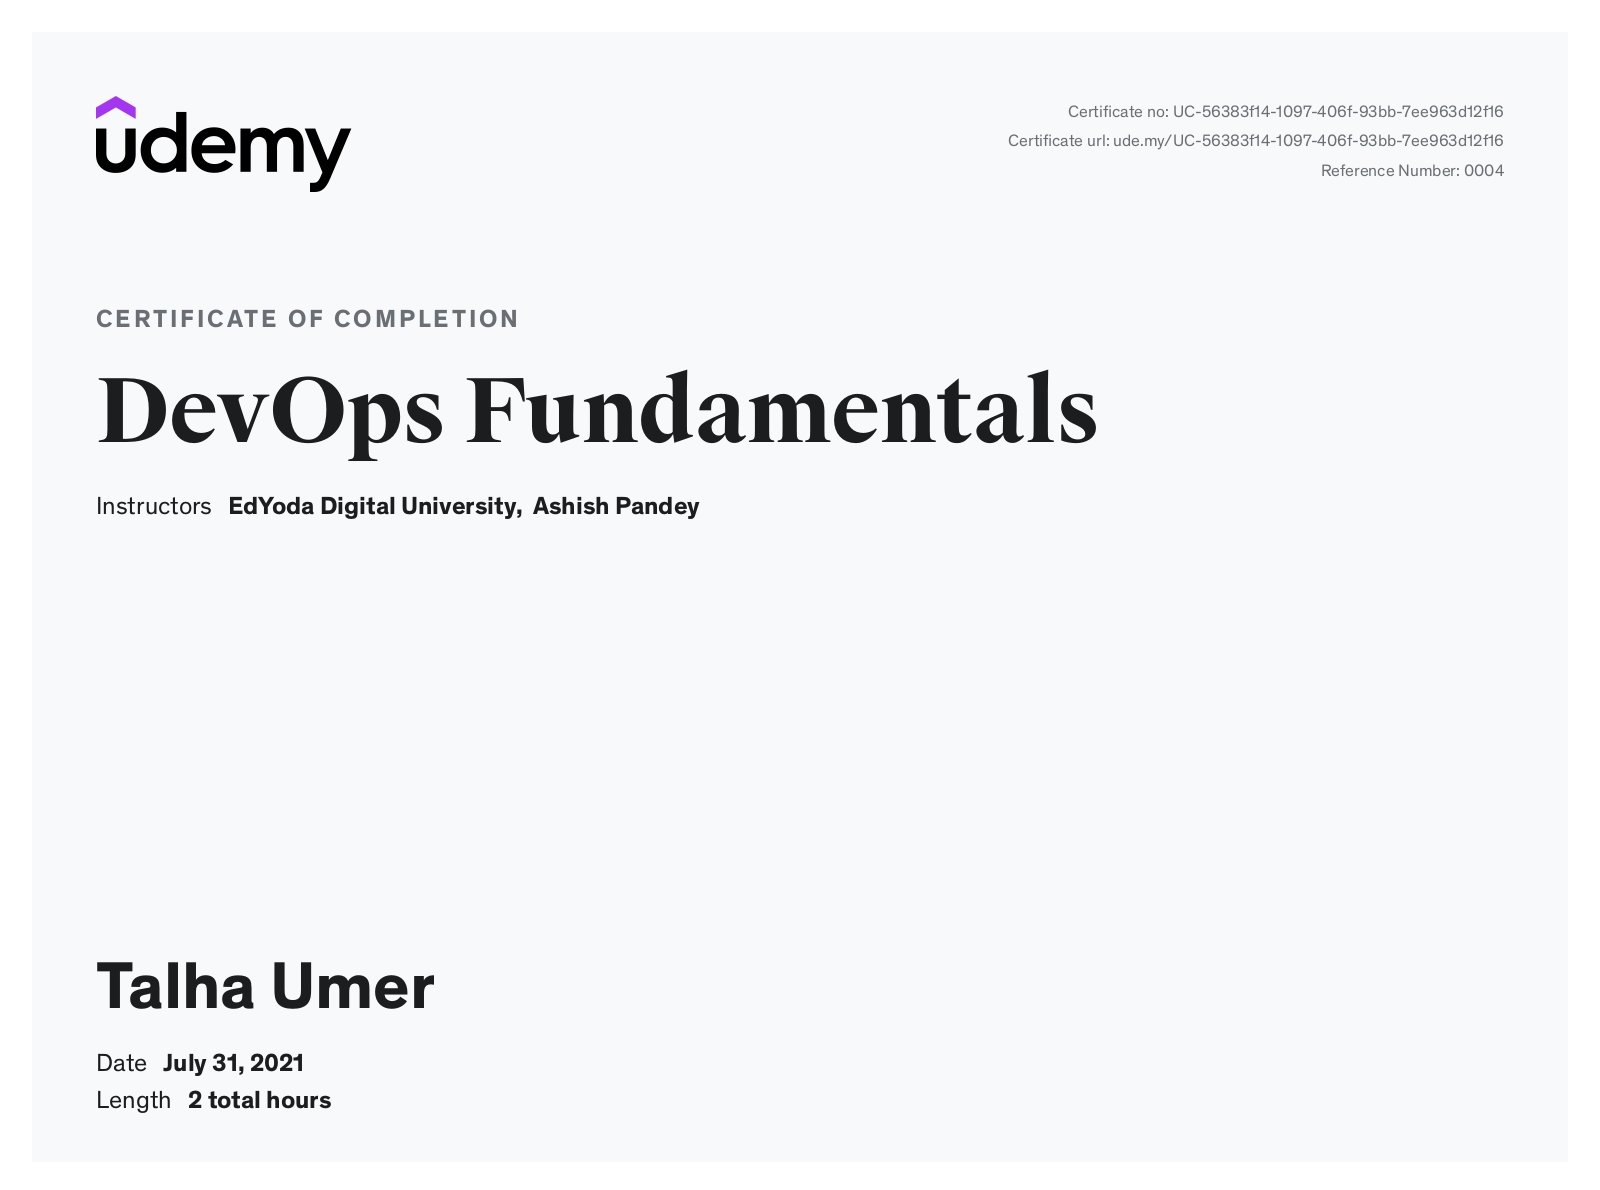 udemy
Certificate no: UC-56383f14-1097-406f-93bb-7ee963d12f16
Certificate url: ude.my/UC-56383f14-1097-406f-93bb-7ee963d12f16
Reference Number: 0004
CERTIFICATE OF COMPLETION
DevOps Fundamentals
Instructors EdYoda Digital University, Ashish Pandey
Talha Umer
Date July 31, 2021
Length 2 total hours